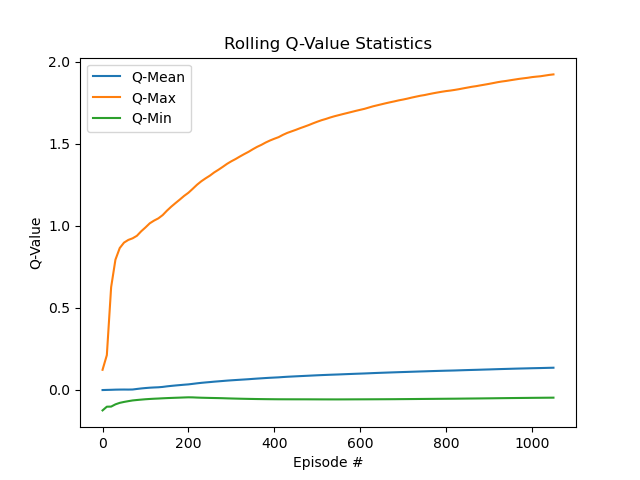 Rolling Q-Value Statistics
Q-Mean
Q-Max
Q-Min
Q-Value
2.0
1.5
1.0
0.5
0.0
0 200 400 600 800 1000
Episode #